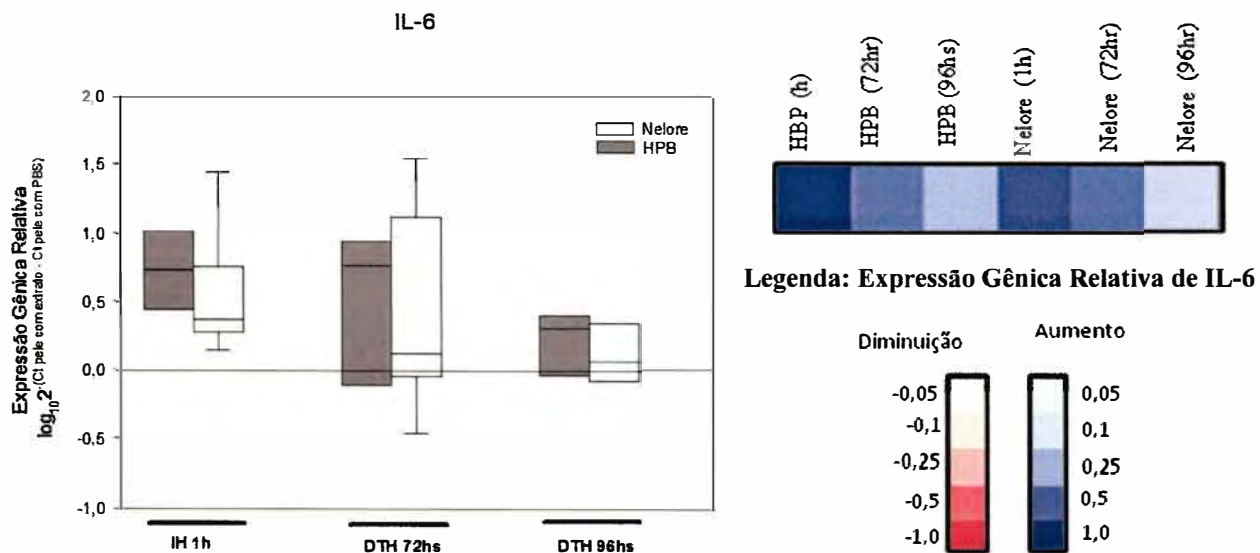 IL-6
2,0
1,5
1,0
0,5
0,0
-0,5
-1,0
Expressão Gênica Relativa
log10 2-(Ct pele com extrato - Ct pele com PBS)
Nelore
HPB
IH 1h
DTH 72hs
DTH 96hs
HBP (h)
HPB (72hr)
HPB (96hs)
Nelore (1h)
Nelore (72hr)
Nelore (96hr)
Legenda: Expressão Gênica Relativa de IL-6
Diminuição
-0,05
-0,1
-0,25
-0,5
-1,0
Aumento
0,05
0,1
0,25
0,5
1,0